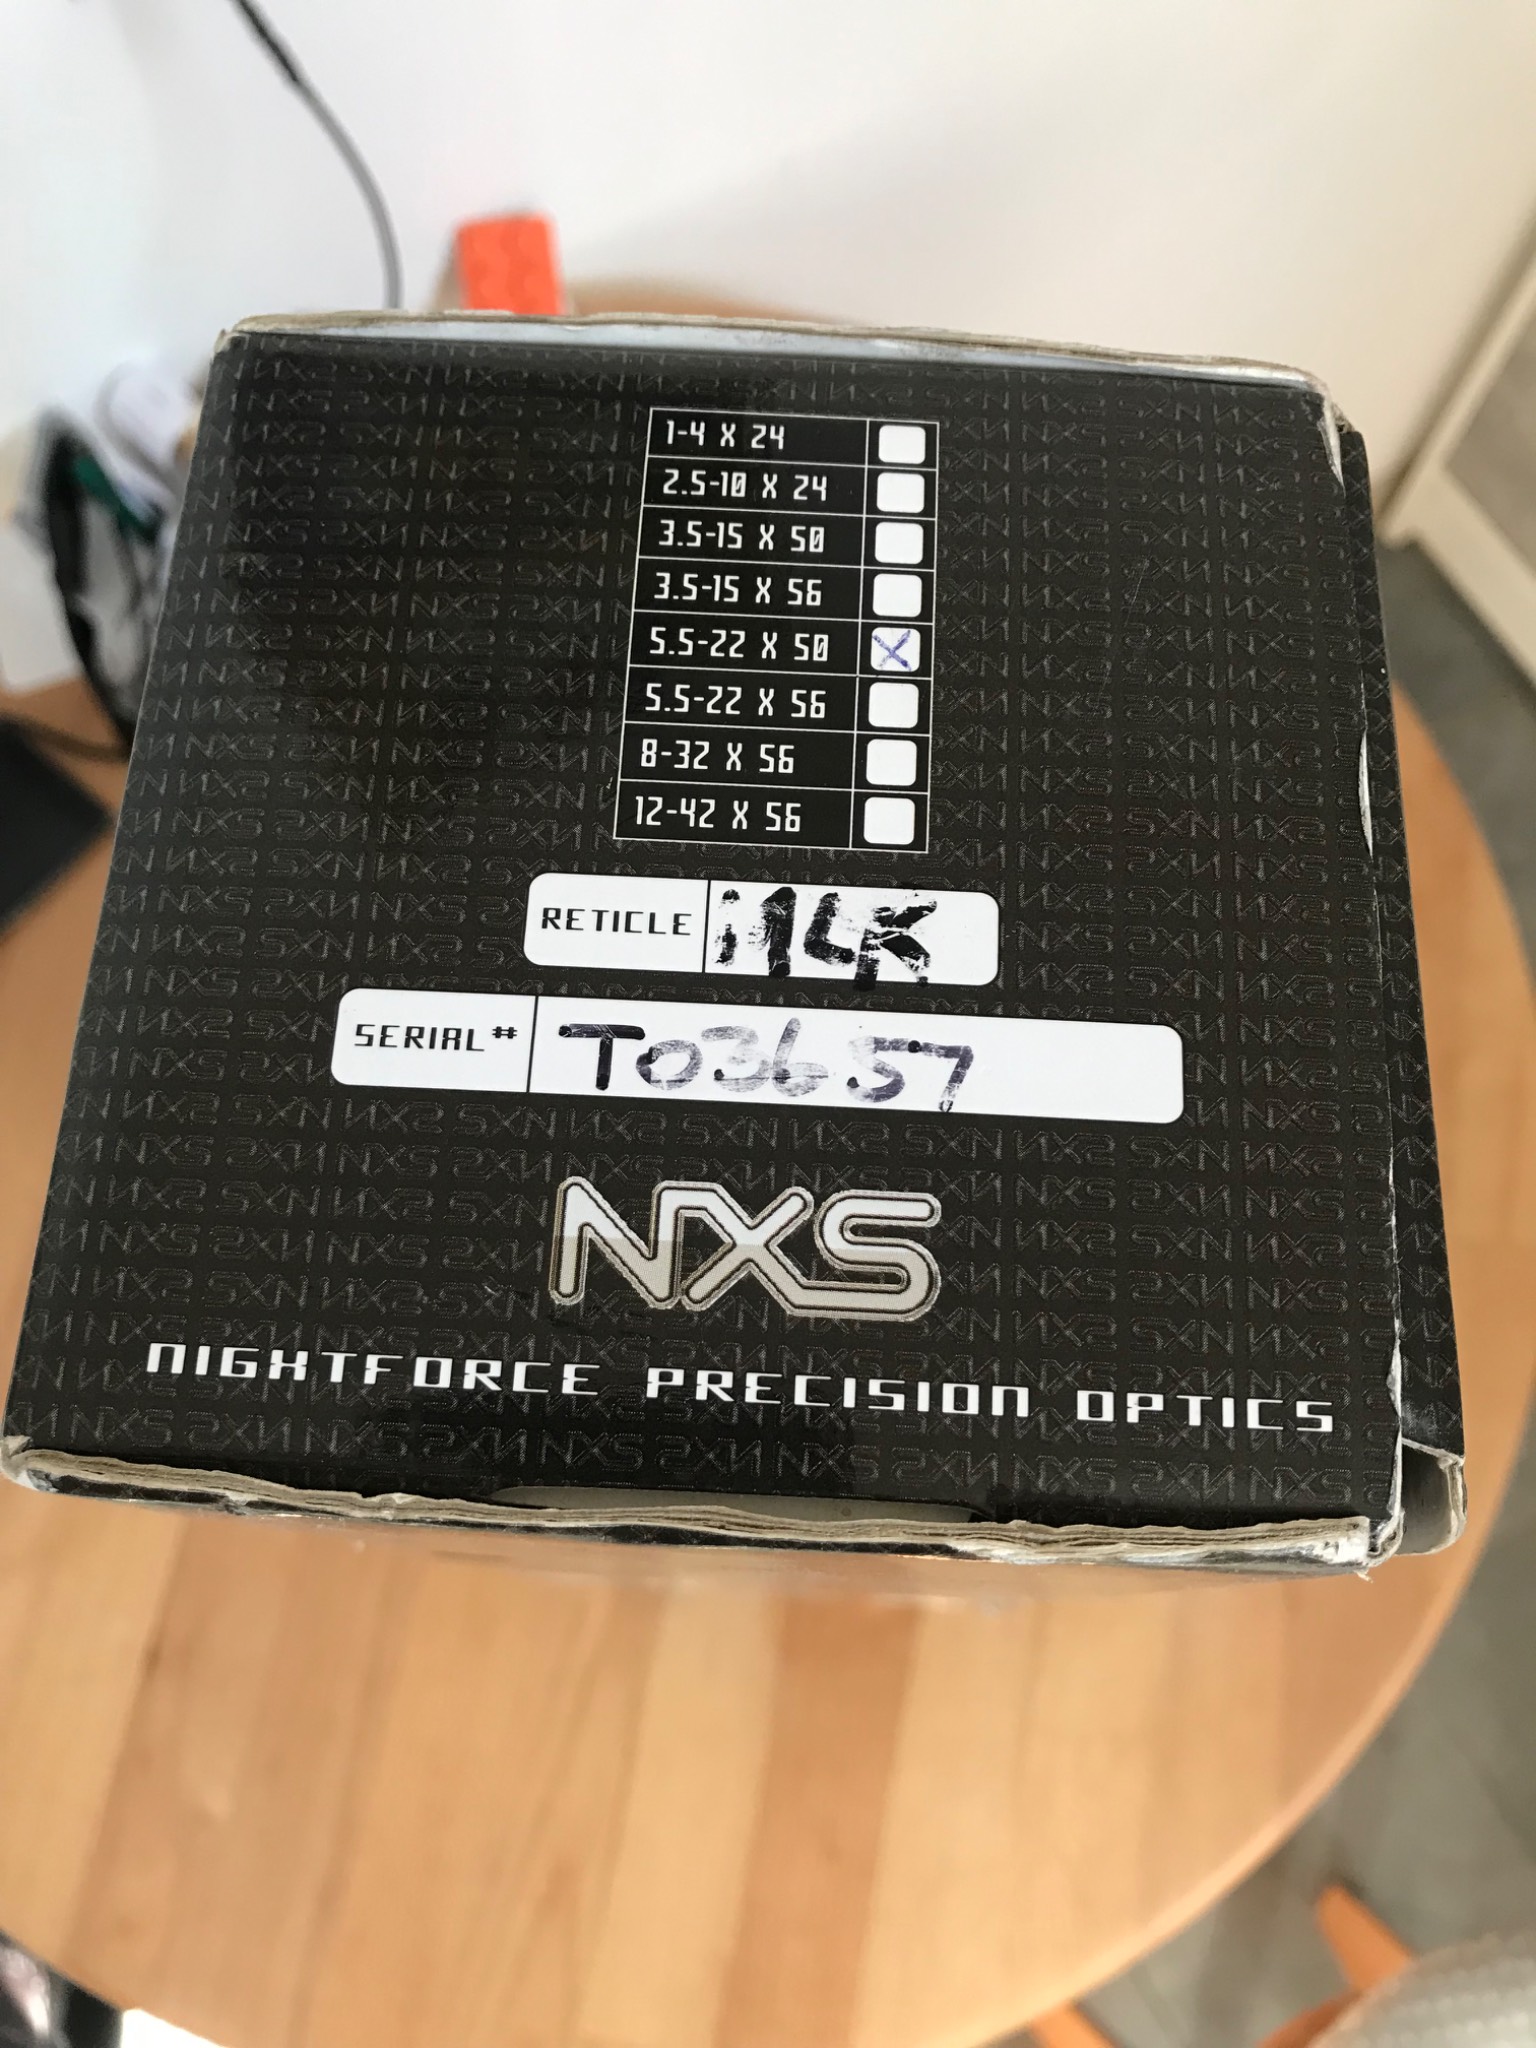 1-4 X 24
2.5-10 X 24
3.5-15 X 50
3.5-15 X 56
5.5-22 X 50 X
5.5-22 X 56
8-32 X 56
12-42 X 56
RETICLE
SERIAL# T03657
NXS
NIGHTFORCE PRECISION OPTICS